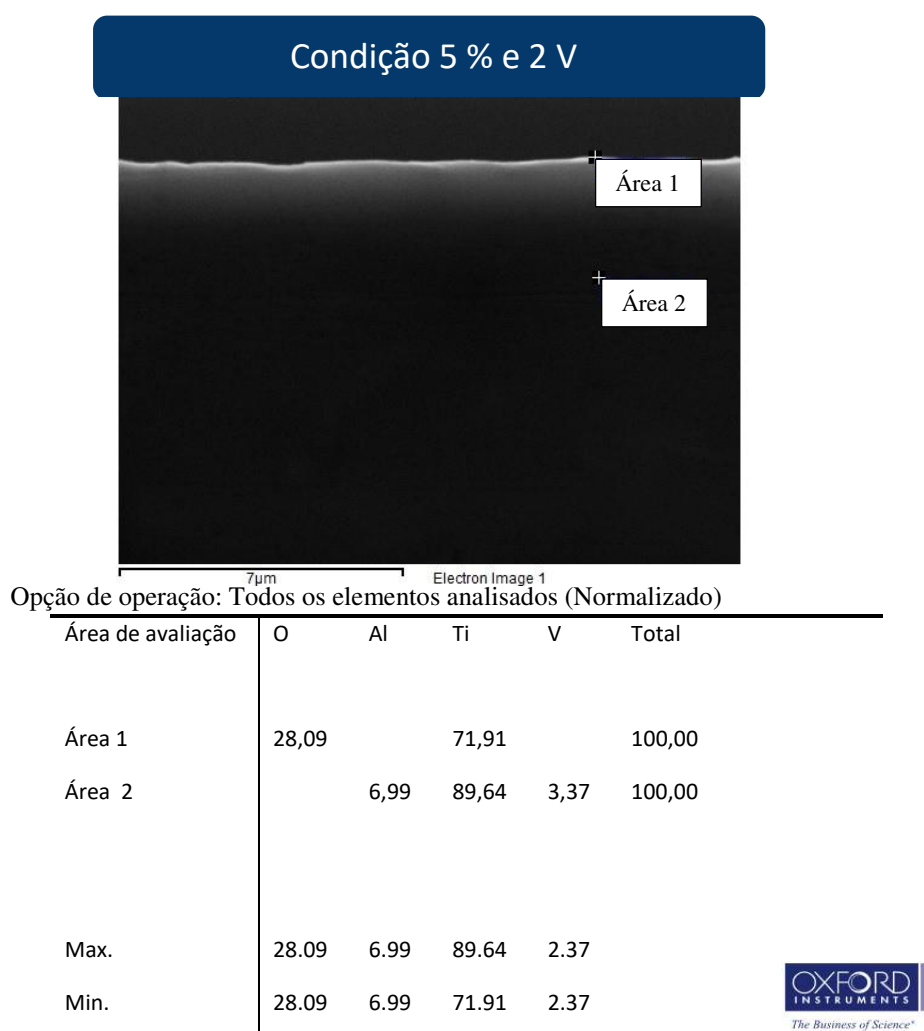 Condição 5 % e 2 V
Área 1
Área 2
7µm Electron Image 1
Opção de operação: Todos os elementos analisados (Normalizado)
Área de avaliação O Al Ti V Total
Área 1 28,09 71,91 100,00
Área 2 6,99 89,64 3,37 100,00
Max. 28.09 6.99 89.64 2.37
Min. 28.09 6.99 71.91 2.37
OXFORD
INSTRUMENTS
The Business of Science®